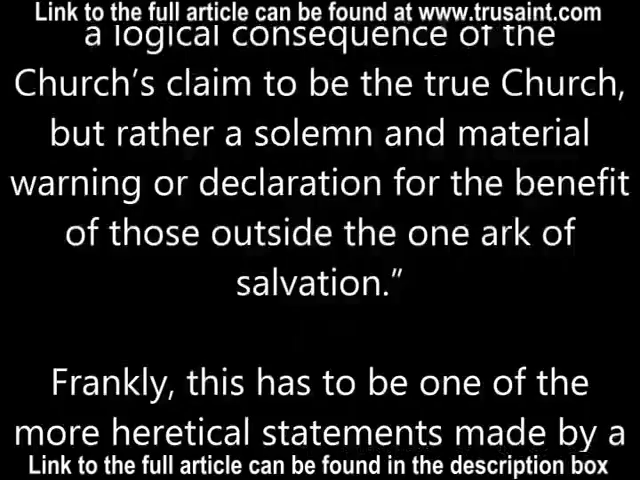 Link to the full article can be found at www.trusaint.com
a logical consequence of the
Church’s claim to be the true Church,
but rather a solemn and material
warning or declaration for the benefit
of those outside the one ark of
salvation.”
Frankly, this has to be one of the
more heretical statements made by a
Link to the full article can be found in the description box